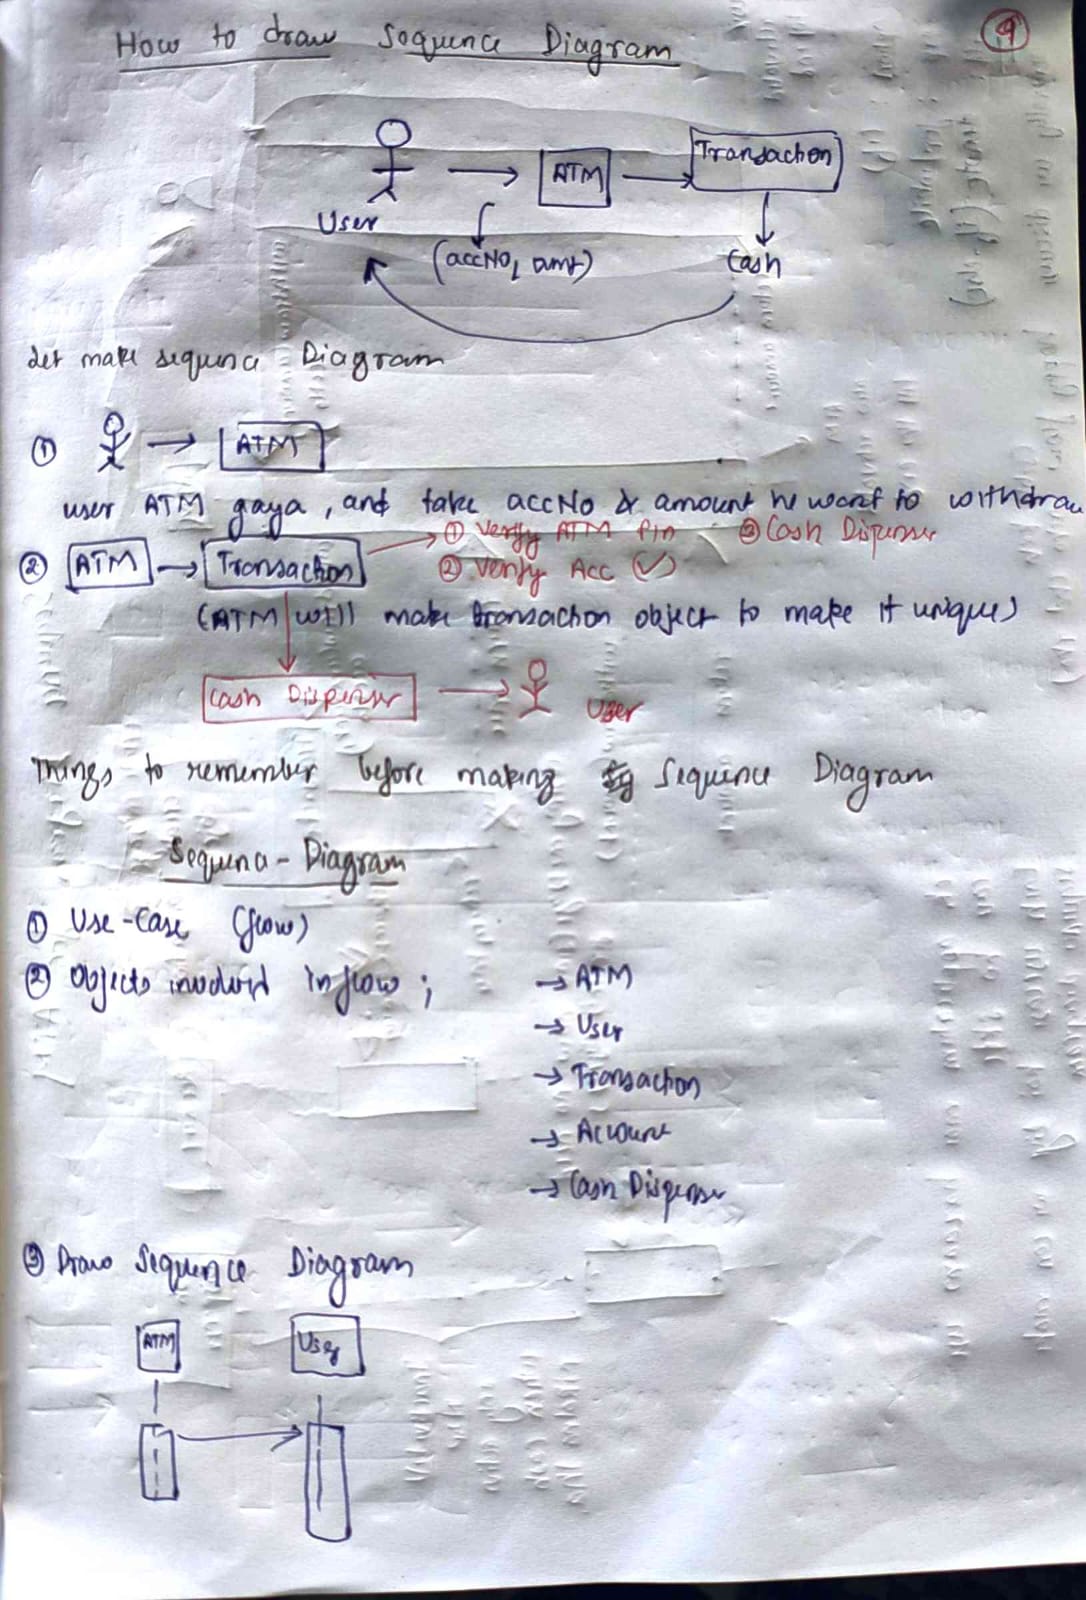 9
How to draw Sequence Diagram
User
ATM
Transaction
(accNo, amt)
Cash
Let make sequence Diagram
① ATM
user ATM gaya, and take accNo & amount he want to withdraw
② ATM Transaction
① Verify ATM Pin
② Verify Acc (✓)
③ Cash Dispenser
(ATM will make transaction object to make it unique)
Cash Dispenser
User
Things to remember before making Sequence Diagram
Sequence - Diagram
① Use-Case (flow)
② Objects involved in flow ;
→ ATM
→ User
→ Transaction
→ Account
→ Cash Dispenser
③ Draw Sequence Diagram
ATM
User